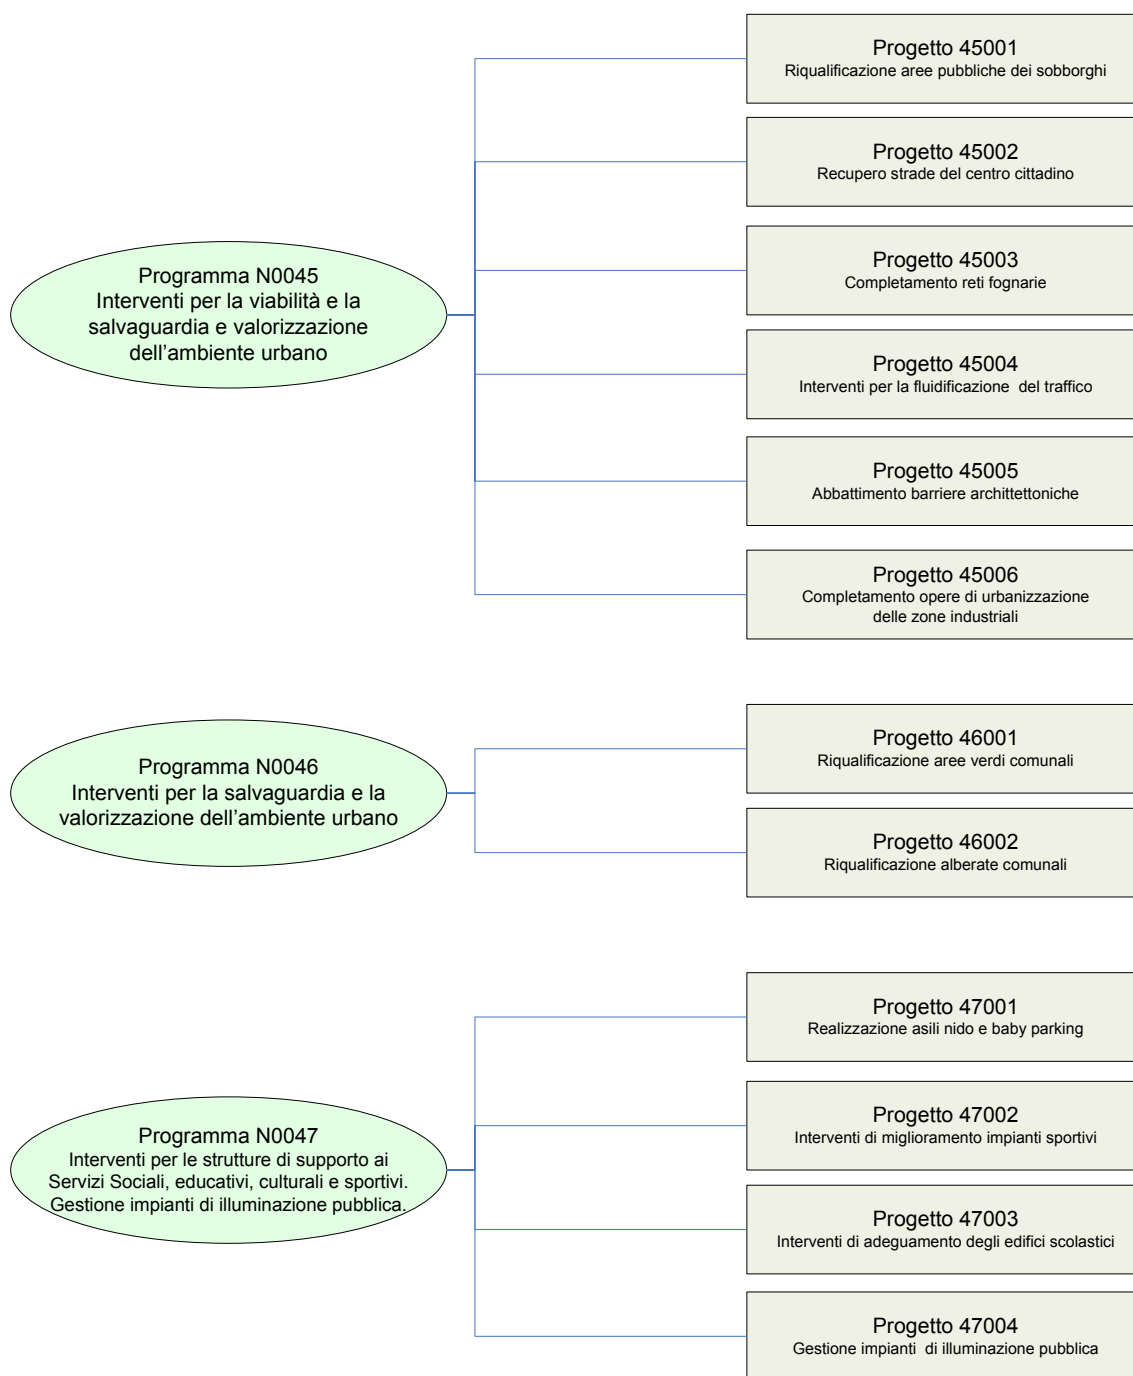 Programma N0045
Interventi per la viabilità e la
salvaguardia e valorizzazione
dell'ambiente urbano
Progetto 45001
Riqualificazione aree pubbliche dei sobborghi
Progetto 45002
Recupero strade del centro cittadino
Progetto 45003
Completamento reti fognarie
Progetto 45004
Interventi per la fluidificazione  del traffico
Progetto 45005
Abbattimento barriere archittettoniche
Progetto 45006
Completamento opere di urbanizzazione
delle zone industriali
Programma N0046
Interventi per la salvaguardia e la
valorizzazione dell'ambiente urbano
Progetto 46001
Riqualificazione aree verdi comunali
Progetto 46002
Riqualificazione alberate comunali
Programma N0047
Interventi per le strutture di supporto ai
Servizi Sociali, educativi, culturali e sportivi.
Gestione impianti di illuminazione pubblica.
Progetto 47001
Realizzazione asili nido e baby parking
Progetto 47002
Interventi di miglioramento impianti sportivi
Progetto 47003
Interventi di adeguamento degli edifici scolastici
Progetto 47004
Gestione impianti  di illuminazione pubblica